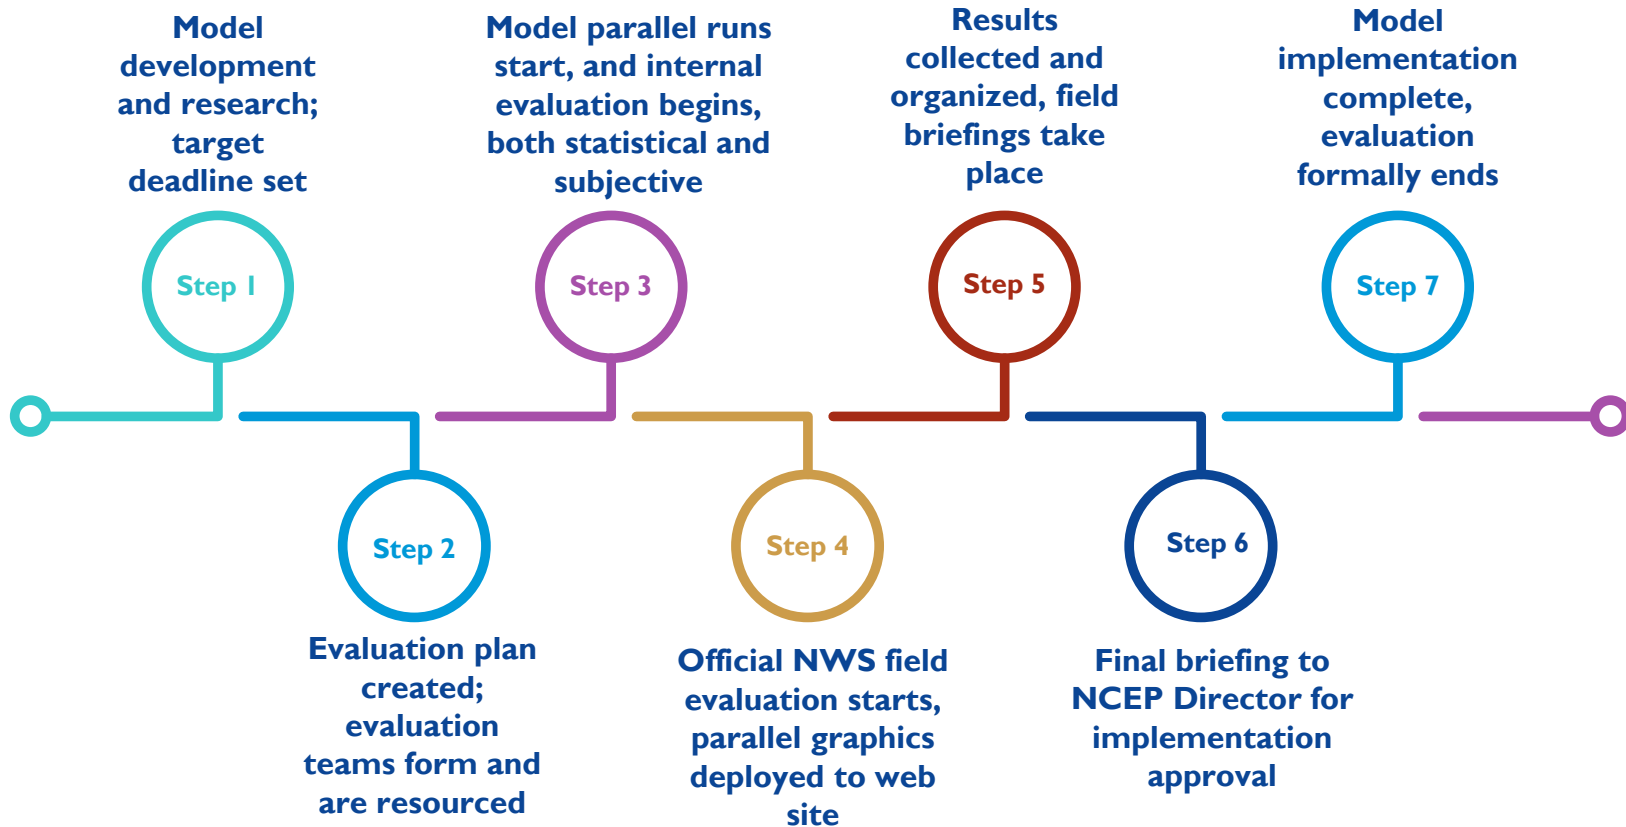 Model
development
and research;
target
deadline set
Step 1
Evaluation plan
created;
evaluation
teams form and
are resourced
Step 2
Model parallel runs
start, and internal
evaluation begins,
both statistical and
subjective
Step 3
Official NWS field
evaluation starts,
parallel graphics
deployed to web
site
Step 4
Results
collected and
organized, field
briefings take
place
Step 5
Final briefing to
NCEP Director for
implementation
approval
Step 6
Model
implementation
complete,
evaluation
formally ends
Step 7